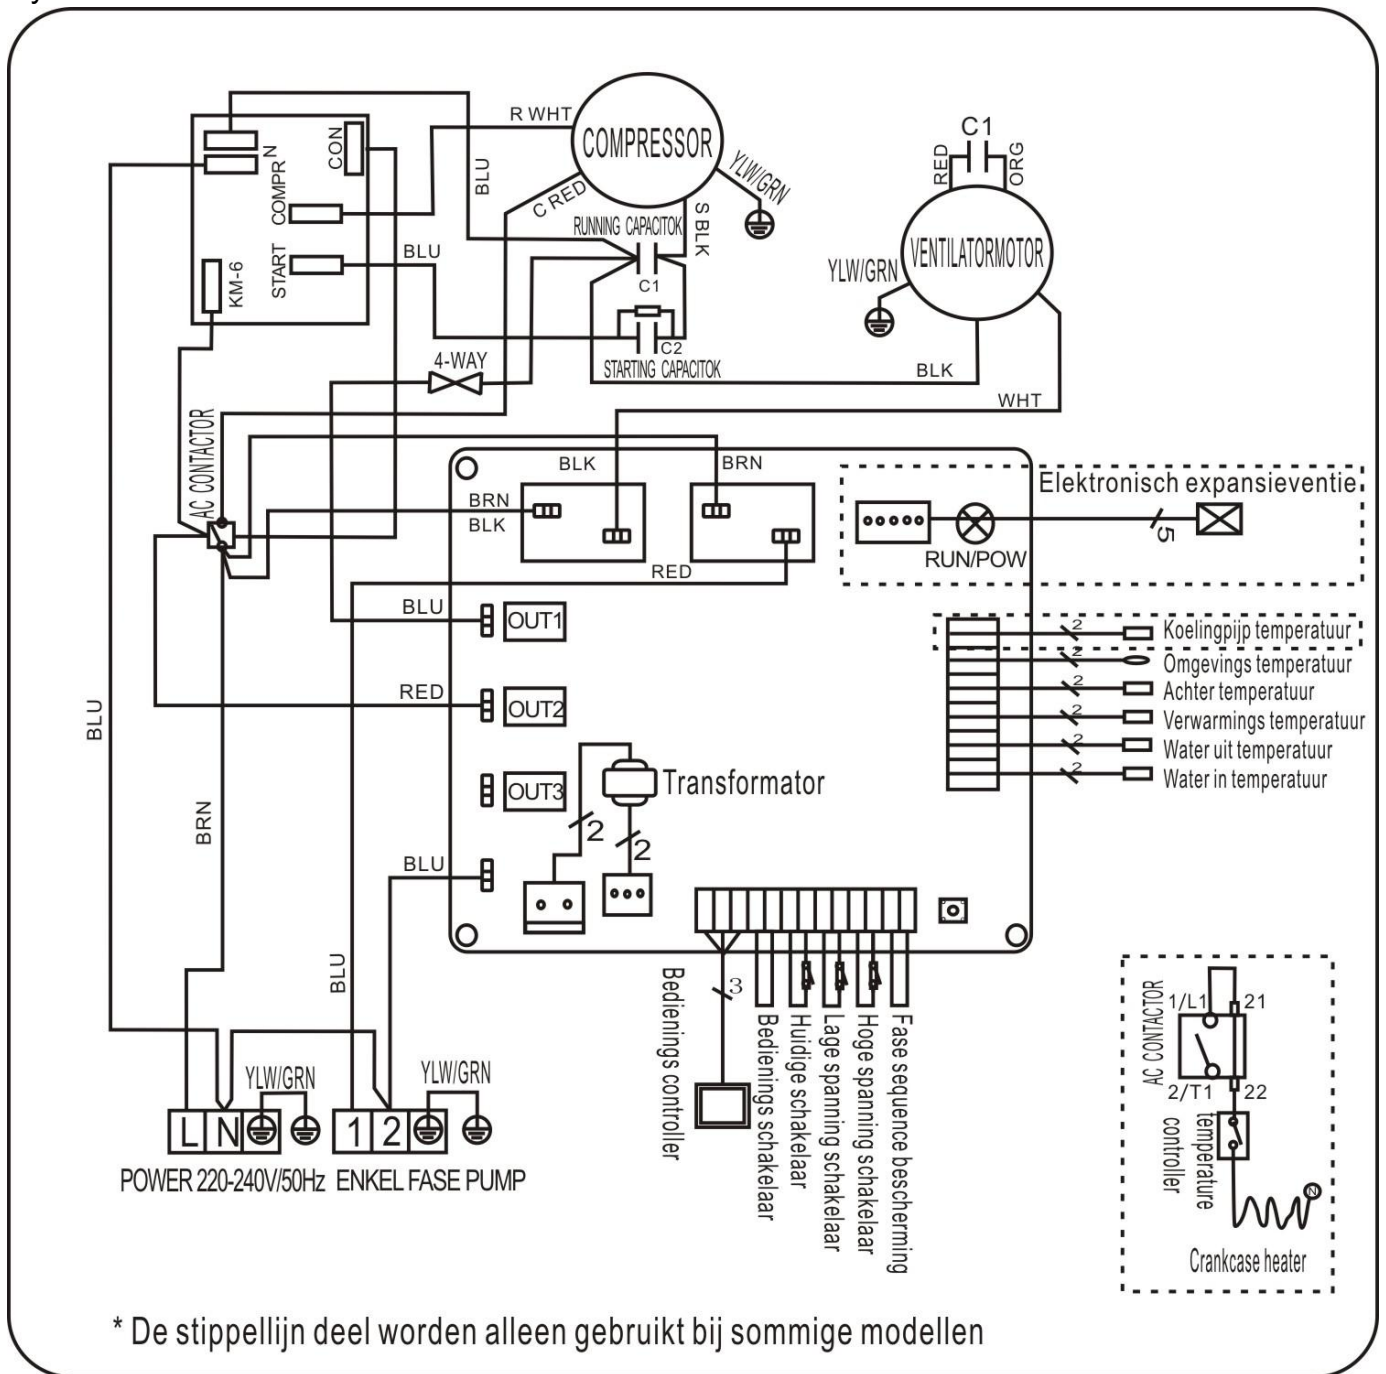 R WHT
COMPRESSOR
YLW/GRN
C RED
S BLK
BLU
RUNNING CAPACITOK
C1
C2
STARTING CAPACITOK
N
CON
COMPR
START
KM-6
BLU
4-WAY
AC CONTACTOR
C1
RED
ORG
VENTILATORMOTOR
YLW/GRN
BLK
WHT
BLK
BRN
BRN
BLK
RED
Elektronisch expansieventie
5
RUN/POW
BLU
OUT1
RED
OUT2
OUT3
BLU
Transformator
2
2
2
Koelingpijp temperatuur
2
Omgevings temperatuur
2
Achter temperatuur
2
Verwarmings temperatuur
2
Water uit temperatuur
2
Water in temperatuur
BLU
BRN
BLU
3
Bedienings controller
Bedienings schakelaar
Huidige schakelaar
Lage spanning schakelaar
Hoge spanning schakelaar
Fase sequence bescherming
YLW/GRN
YLW/GRN
L N
1 2
POWER 220-240V/50Hz
ENKEL FASE PUMP
AC CONTACTOR
1/L1
21
2/T1
22
temperature
controller
N
Crankcase heater
* De stippellijn deel worden alleen gebruikt bij sommige modellen